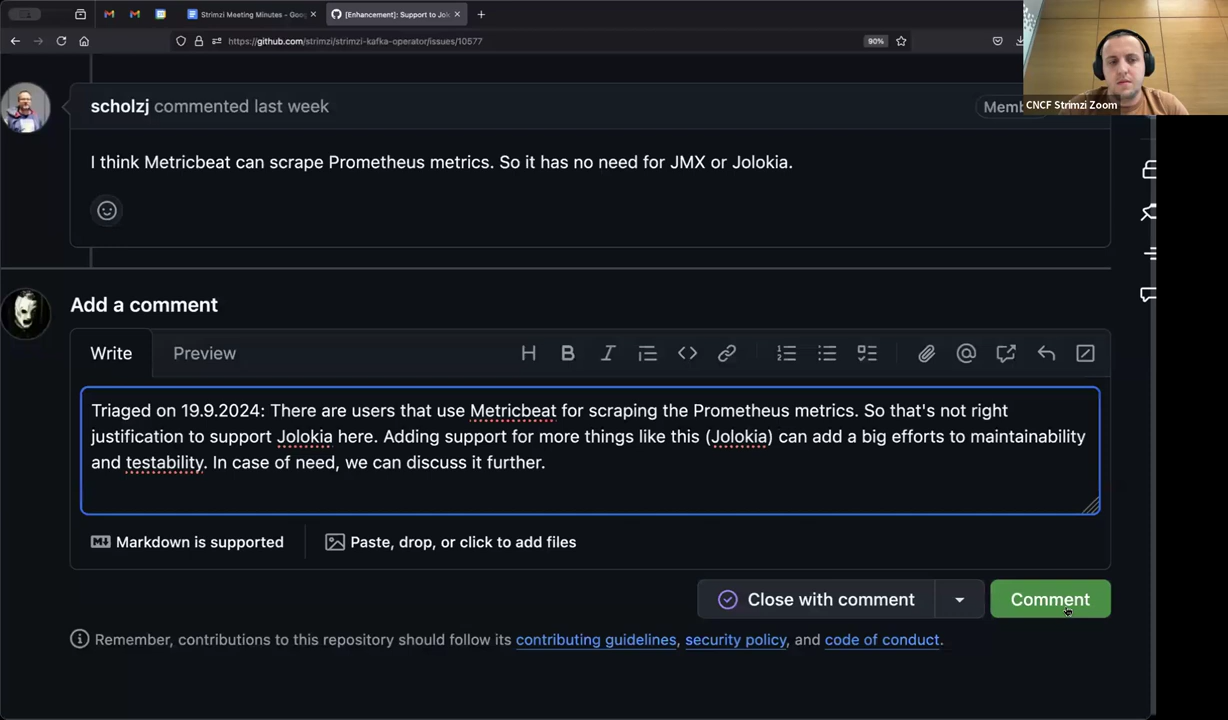 Strimzi Meeting Minutes - Goo
[Enhancement]: Support to Jol
https://github.com/strimzi/strimzi-kafka-operator/issues/10677
90%
CNCF Strimzi Zoom
scholzj commented last week
Memb
I think Metricbeat can scrape Prometheus metrics. So it has no need for JMX or Jolokia.
Add a comment
Write
Preview
Triaged on 19.9.2024: There are users that use Metricbeat for scraping the Prometheus metrics. So that's not right
justification to support Jolokia here. Adding support for more things like this (Jolokia) can add a big efforts to maintainability
and testability. In case of need, we can discuss it further.
Markdown is supported
Paste, drop, or click to add files
Close with comment
Comment
Remember, contributions to this repository should follow its contributing guidelines, security policy, and code of conduct.